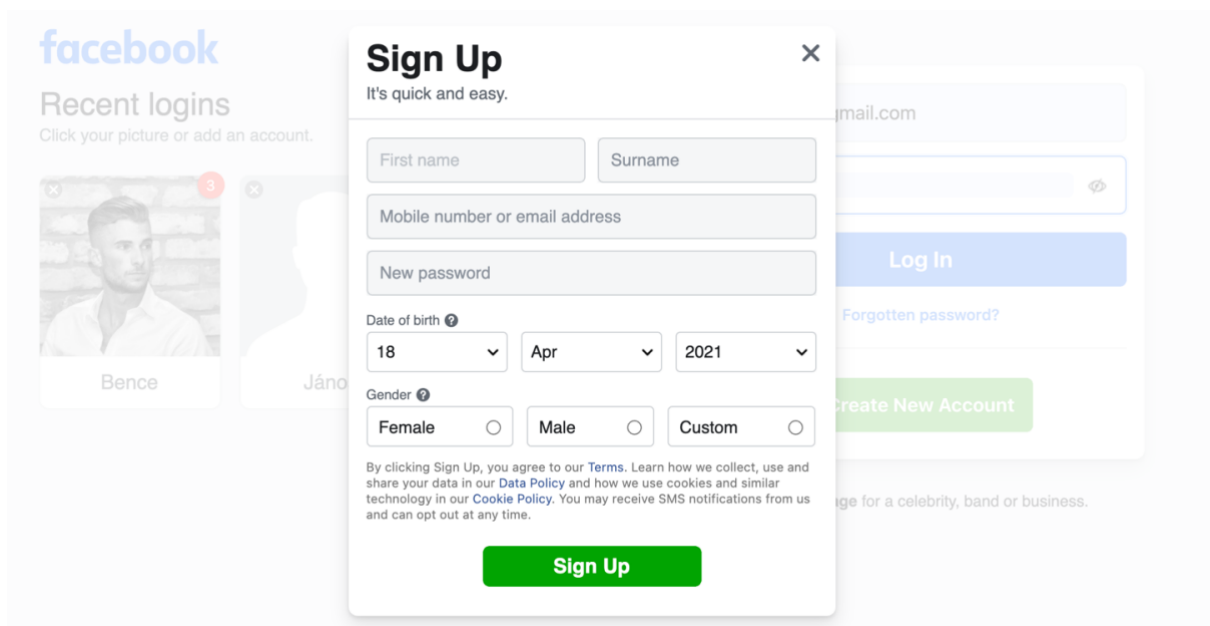 facebook
Recent logins
Click your picture or add an account.
3
Bence
Sign Up
It's quick and easy.
First name
Surname
Mobile number or email address
New password
Date of birth ?
18
Apr
2021
Gender ?
Female
Male
Custom
By clicking Sign Up, you agree to our Terms. Learn how we collect, use and
share your data in our Data Policy and how we use cookies and similar
technology in our Cookie Policy. You may receive SMS notifications from us
and can opt out at any time.
Sign Up
Log In
Forgotten password?
Create New Account
for a celebrity, band or business.